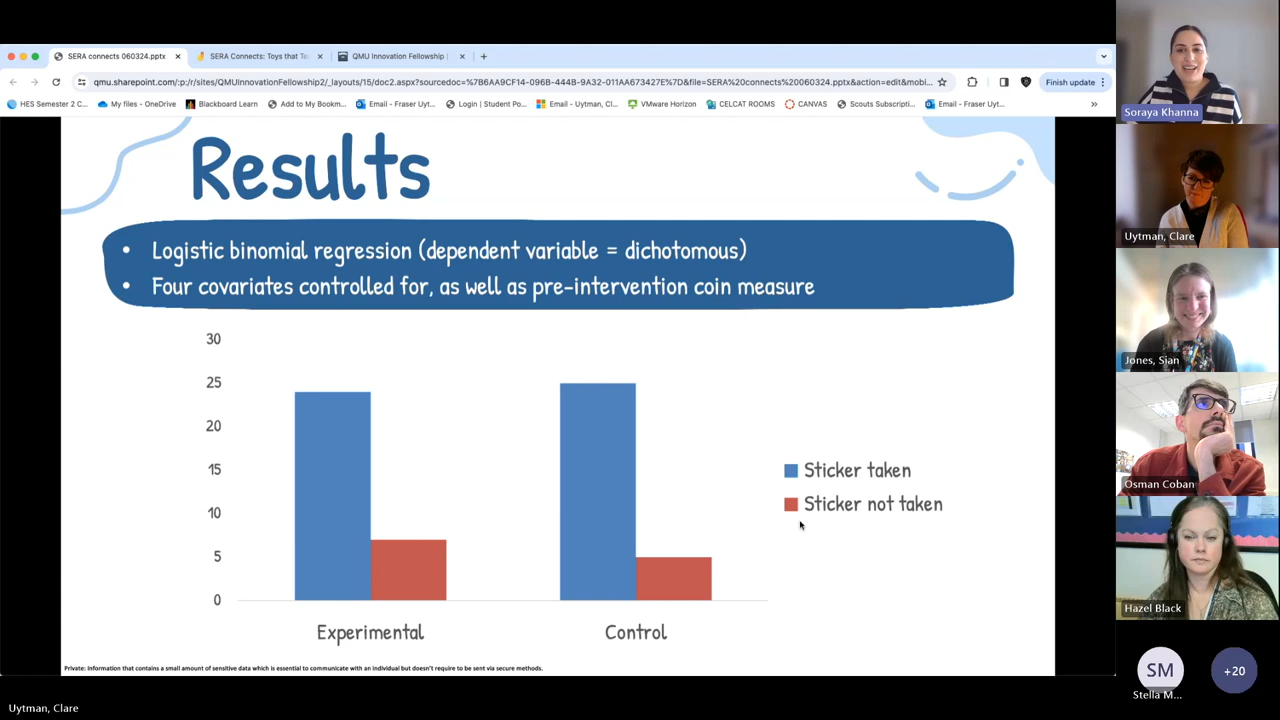 SERA connects 060324.pptx
SERA Connects: Toys that Te
QMU Innovation Fellowship
qmu.sharepoint.com/:p:/r/sites/QMUInnovationFellowship2/_layouts/15/doc2.aspx?sourcedoc=%7B6AA9CF14-096B-444B-9A32-011AA673427E%7D&file=SERA%20connects%20060324.pptx&action=edit&mobi...
Finish update
HES Semester 2 C...
My files - OneDrive
Blackboard Learn
Add to My Bookm...
Email - Fraser Uyt...
Login | Student Po...
Email - Uytman, Cl...
VMware Horizon
CELCAT ROOMS
CANVAS
Scouts Subscripti...
Email - Fraser Uyt...
Results
• Logistic binomial regression (dependent variable = dichotomous)
• Four covariates controlled for, as well as pre-intervention coin measure
30
25
20
15
10
5
0
Experimental
Control
Sticker taken
Sticker not taken
Private: Information that contains a small amount of sensitive data which is essential to communicate with an individual but doesn't require to be sent via secure methods.
Soraya Khanna
Uytman, Clare
Jones, Sian
Osman Coban
Hazel Black
SM
Stella M...
+20
Uytman, Clare